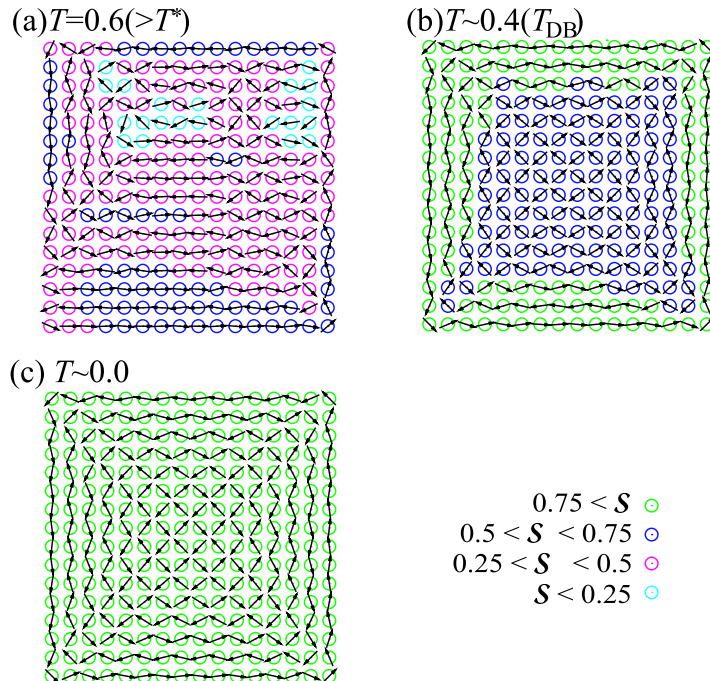 (a) T=0.6(>T*)
(b) T~0.4(TDB)
(c) T~0.0
0.75 < S
0.5 < S < 0.75
0.25 < S < 0.5
S < 0.25